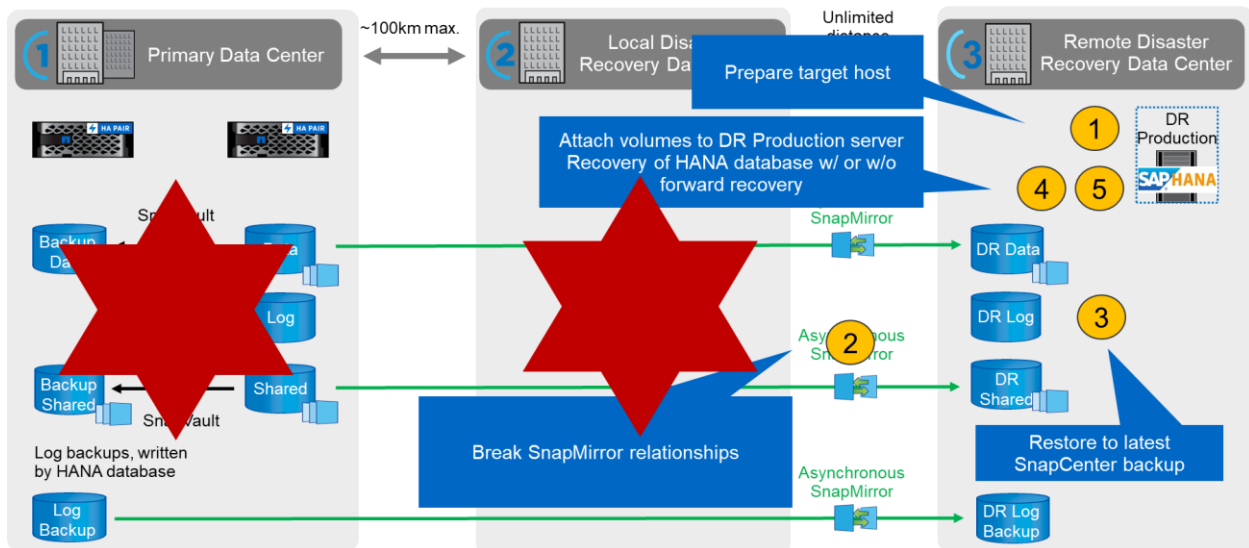 1
Primary Data Center
~100km max.
2
Local Disa
Recovery Da
Unlimited
distance
3
Remote Disaster
Recovery Data Center
Prepare target host
HA PAIR
HA PAIR
1
DR
Production
SAP HANA
Attach volumes to DR Production server
Recovery of HANA database w/ or w/o
forward recovery
4
5
Backup
SnapMirror
DR Data
Log
DR Log
3
2
SnapMirror
Backup
Shared
Shared
DR
Shared
Break SnapMirror relationships
Restore to latest
SnapCenter backup
Log backups, written
by HANA database
Asynchronous
SnapMirror
Log
Backup
DR Log
Backup